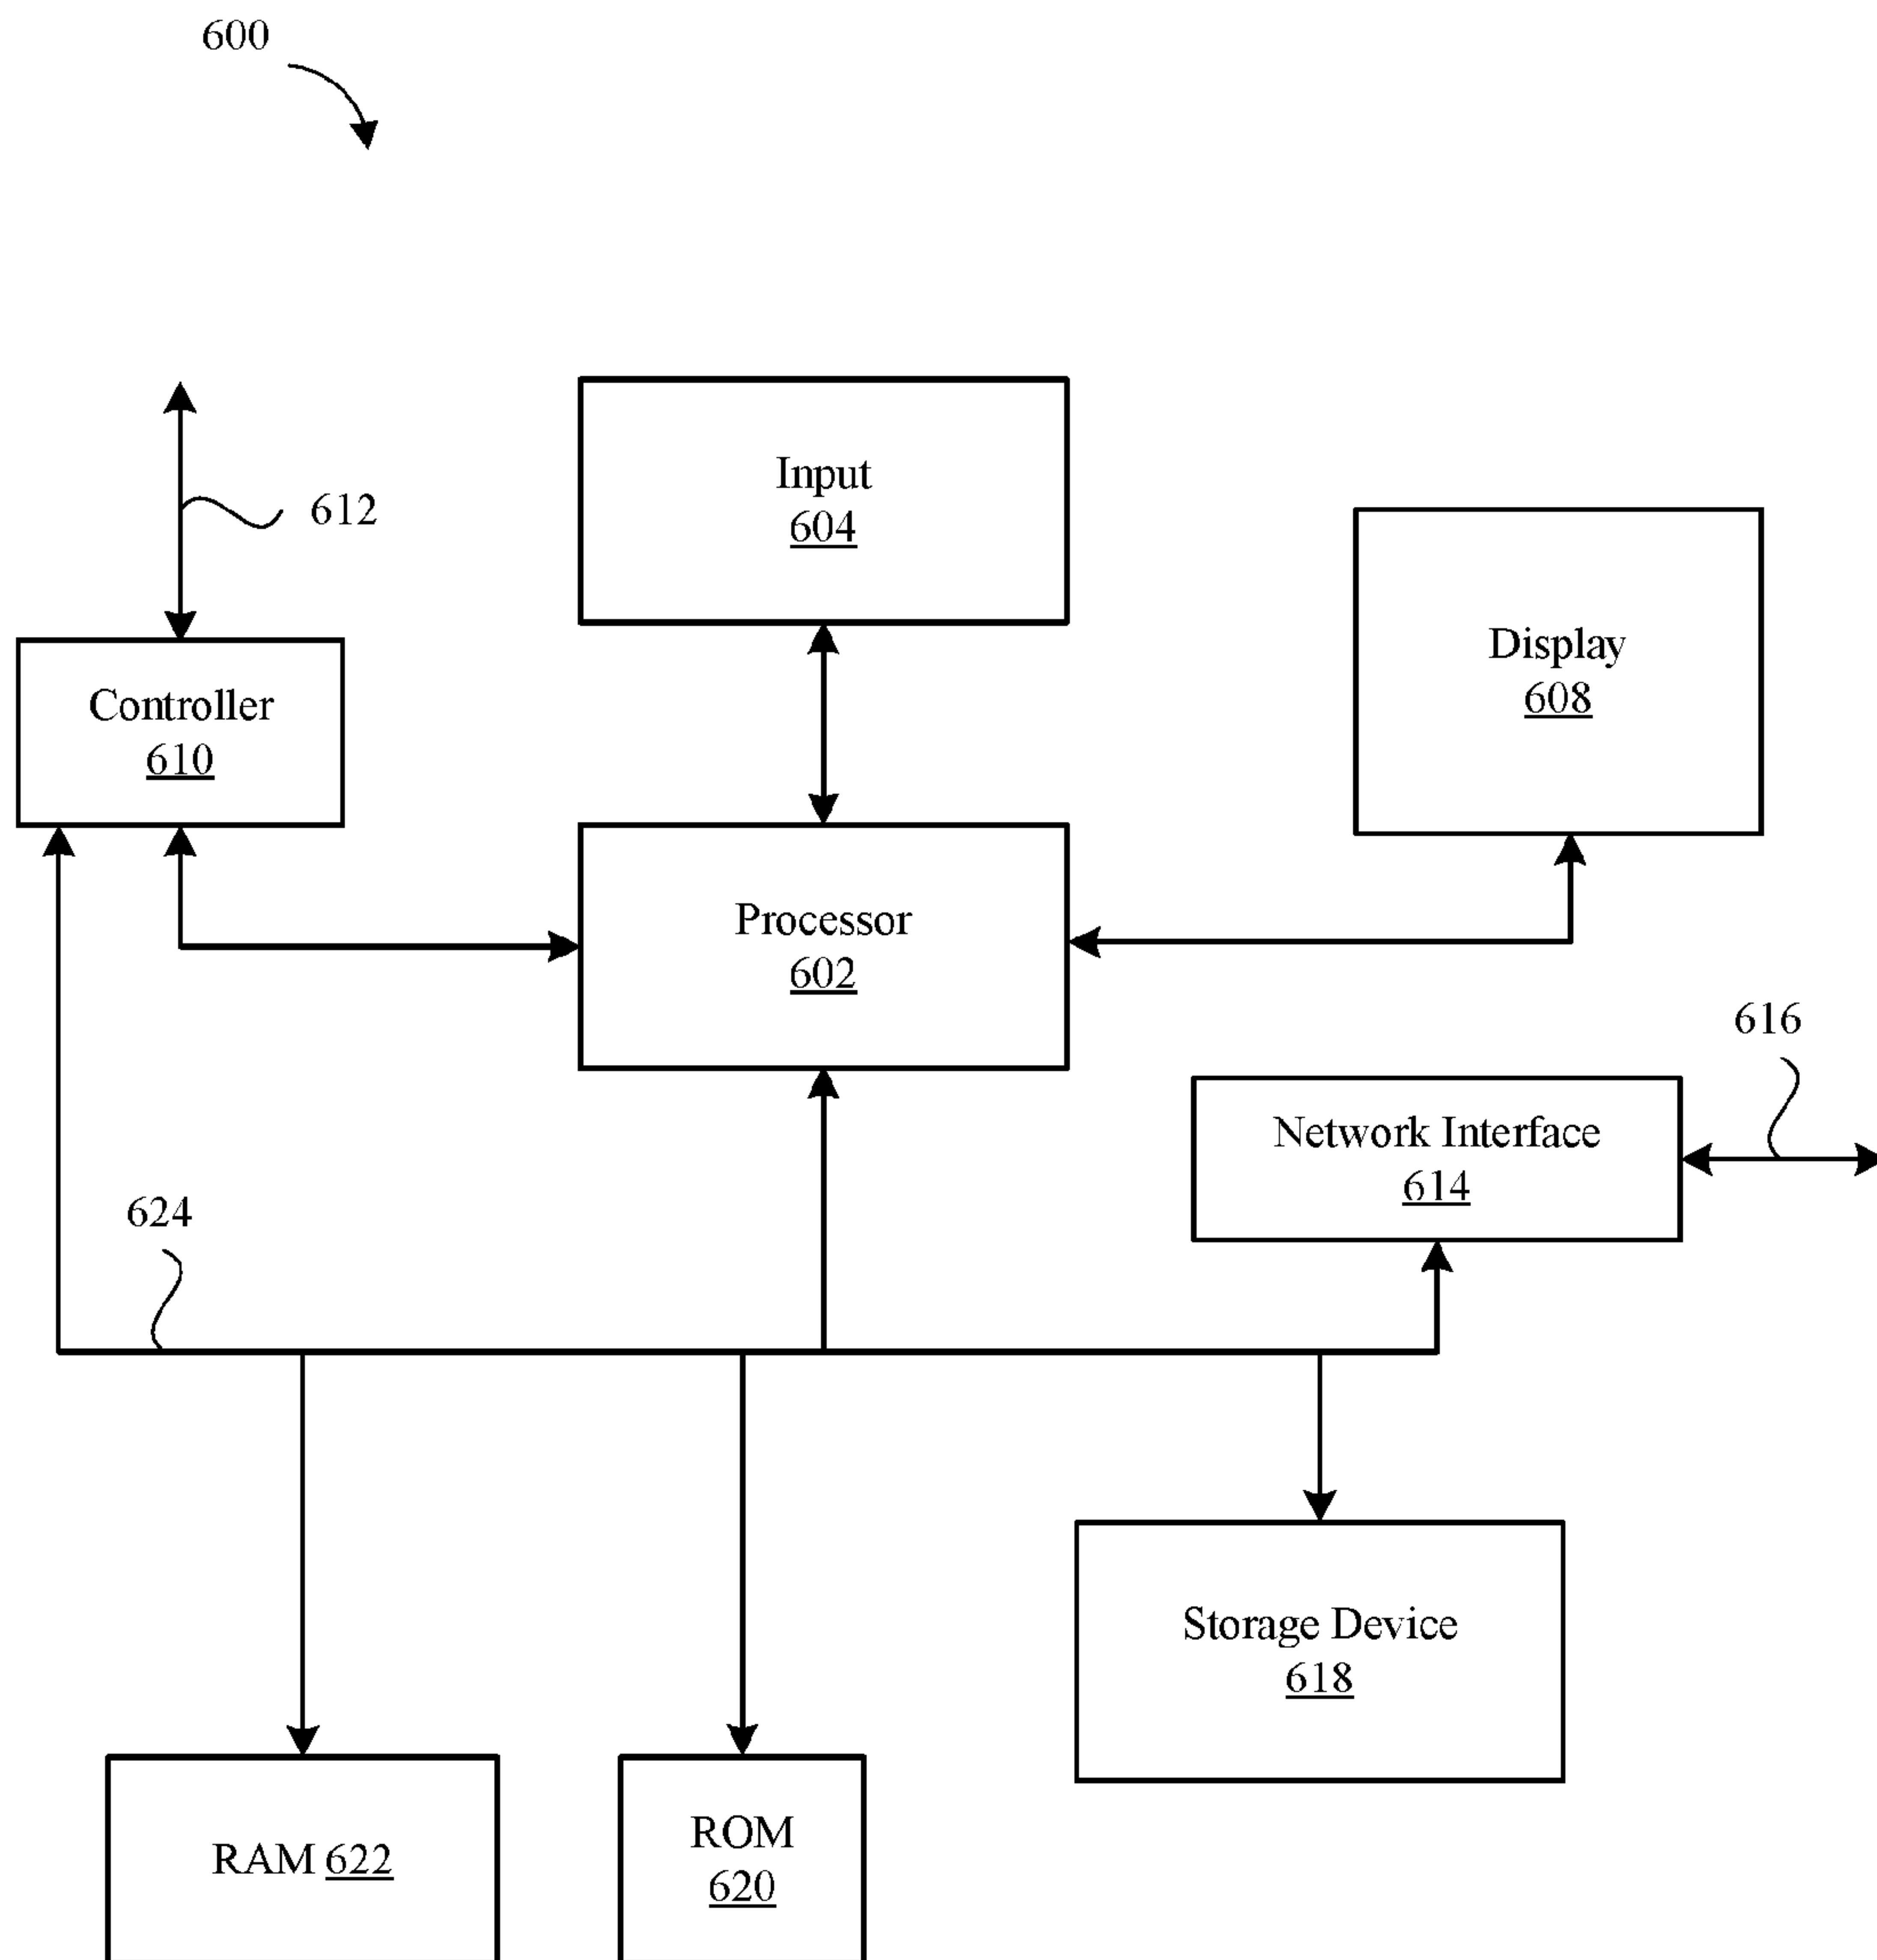 600
Input
604
612
Display
608
Controller
610
Processor
602
616
Network Interface
614
624
Storage Device
618
RAM 622
ROM
620